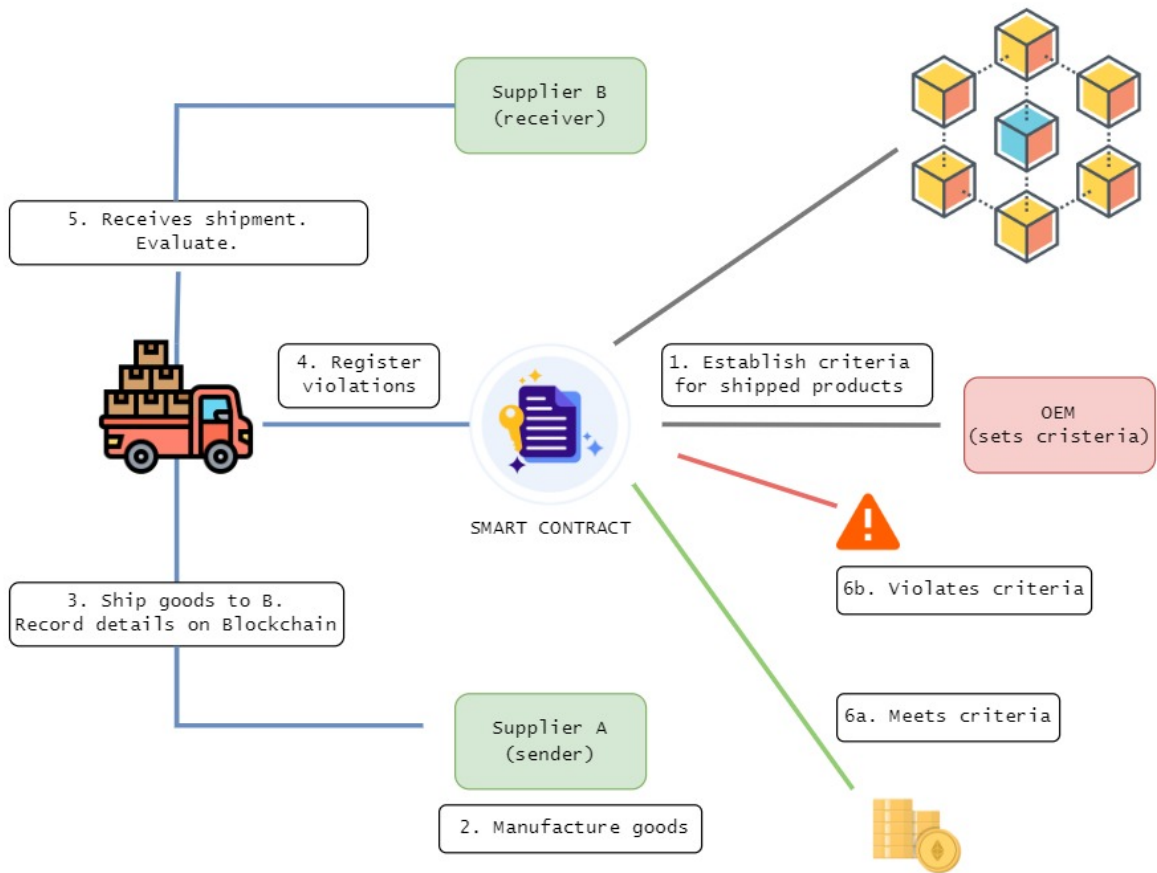 Supplier B
(receiver)
5. Receives shipment.
Evaluate.
4. Register
violations
1. Establish criteria
for shipped products
OEM
(sets cristeria)
SMART CONTRACT
6b. Violates criteria
3. Ship goods to B.
Record details on Blockchain
6a. Meets criteria
Supplier A
(sender)
2. Manufacture goods